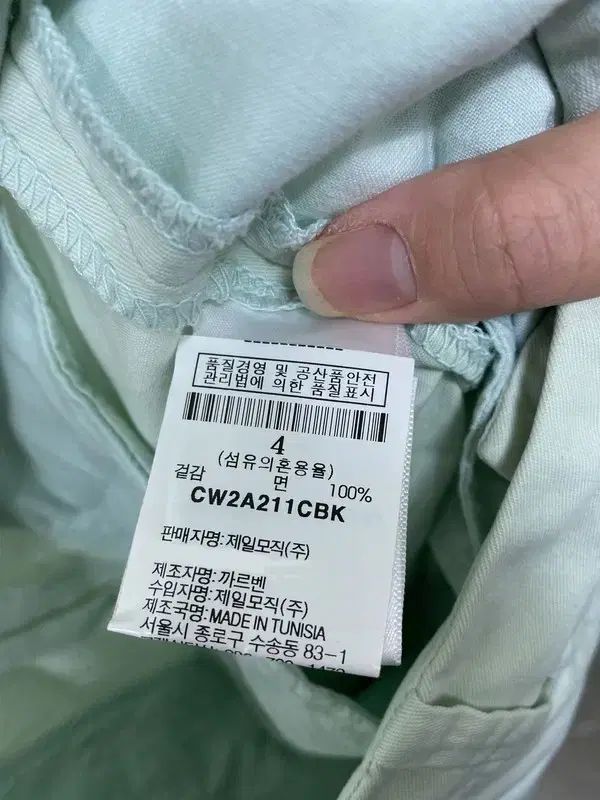 품질경영 및 공산품안전
관리법에 의한 품질표시
4
(섬유의혼용율)
겉감 면 100%
CW2A211CBK
판매자명:제일모직(주)
제조자명:까르벤
수입자명:제일모직(주)
제조국명:MADE IN TUNISIA
서울시 종로구 수송동 83-1